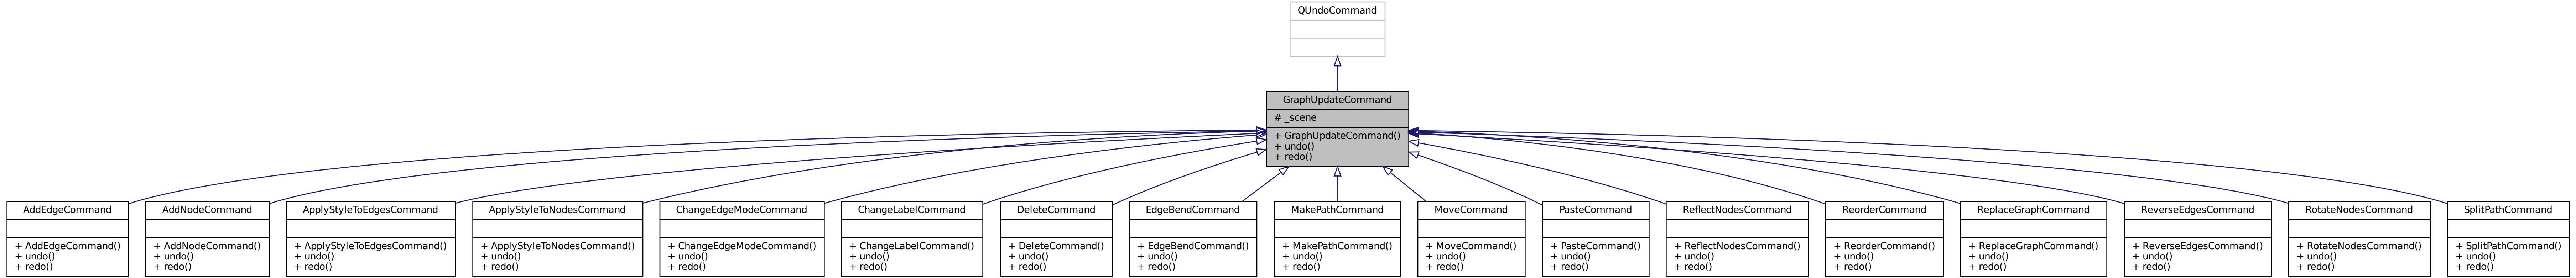 QUndoCommand
GraphUpdateCommand
# _scene
+ GraphUpdateCommand()
+ undo()
+ redo()
AddEdgeCommand
+ AddEdgeCommand()
+ undo()
+ redo()
AddNodeCommand
+ AddNodeCommand()
+ undo()
+ redo()
ApplyStyleToEdgesCommand
+ ApplyStyleToEdgesCommand()
+ undo()
+ redo()
ApplyStyleToNodesCommand
+ ApplyStyleToNodesCommand()
+ undo()
+ redo()
ChangeEdgeModeCommand
+ ChangeEdgeModeCommand()
+ undo()
+ redo()
ChangeLabelCommand
+ ChangeLabelCommand()
+ undo()
+ redo()
DeleteCommand
+ DeleteCommand()
+ undo()
+ redo()
EdgeBendCommand
+ EdgeBendCommand()
+ undo()
+ redo()
MakePathCommand
+ MakePathCommand()
+ undo()
+ redo()
MoveCommand
+ MoveCommand()
+ undo()
+ redo()
PasteCommand
+ PasteCommand()
+ undo()
+ redo()
ReflectNodesCommand
+ ReflectNodesCommand()
+ undo()
+ redo()
ReorderCommand
+ ReorderCommand()
+ undo()
+ redo()
ReplaceGraphCommand
+ ReplaceGraphCommand()
+ undo()
+ redo()
ReverseEdgesCommand
+ ReverseEdgesCommand()
+ undo()
+ redo()
RotateNodesCommand
+ RotateNodesCommand()
+ undo()
+ redo()
SplitPathCommand
+ SplitPathCommand()
+ undo()
+ redo()